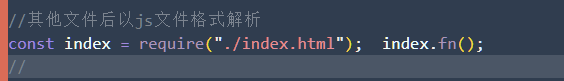 //其他文件后以js文件格式解析
const index = require("./index.html");  index.fn();
//